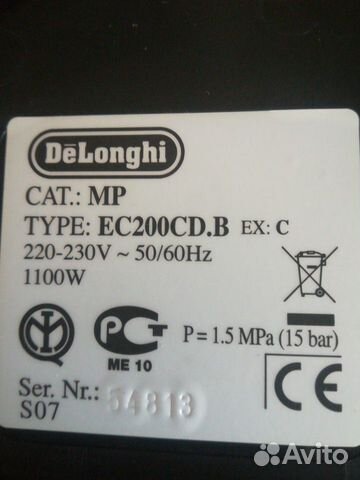 DeLonghi
CAT.: MP
TYPE: EC200CD.B EX: C
220-230V ~ 50/60Hz
1100W
P = 1.5 MPa (15 bar)
ME 10
Ser. Nr.: 54813
S07
CE
Avito